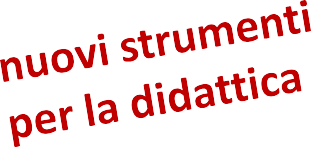 nuovi strumenti
per la didattica